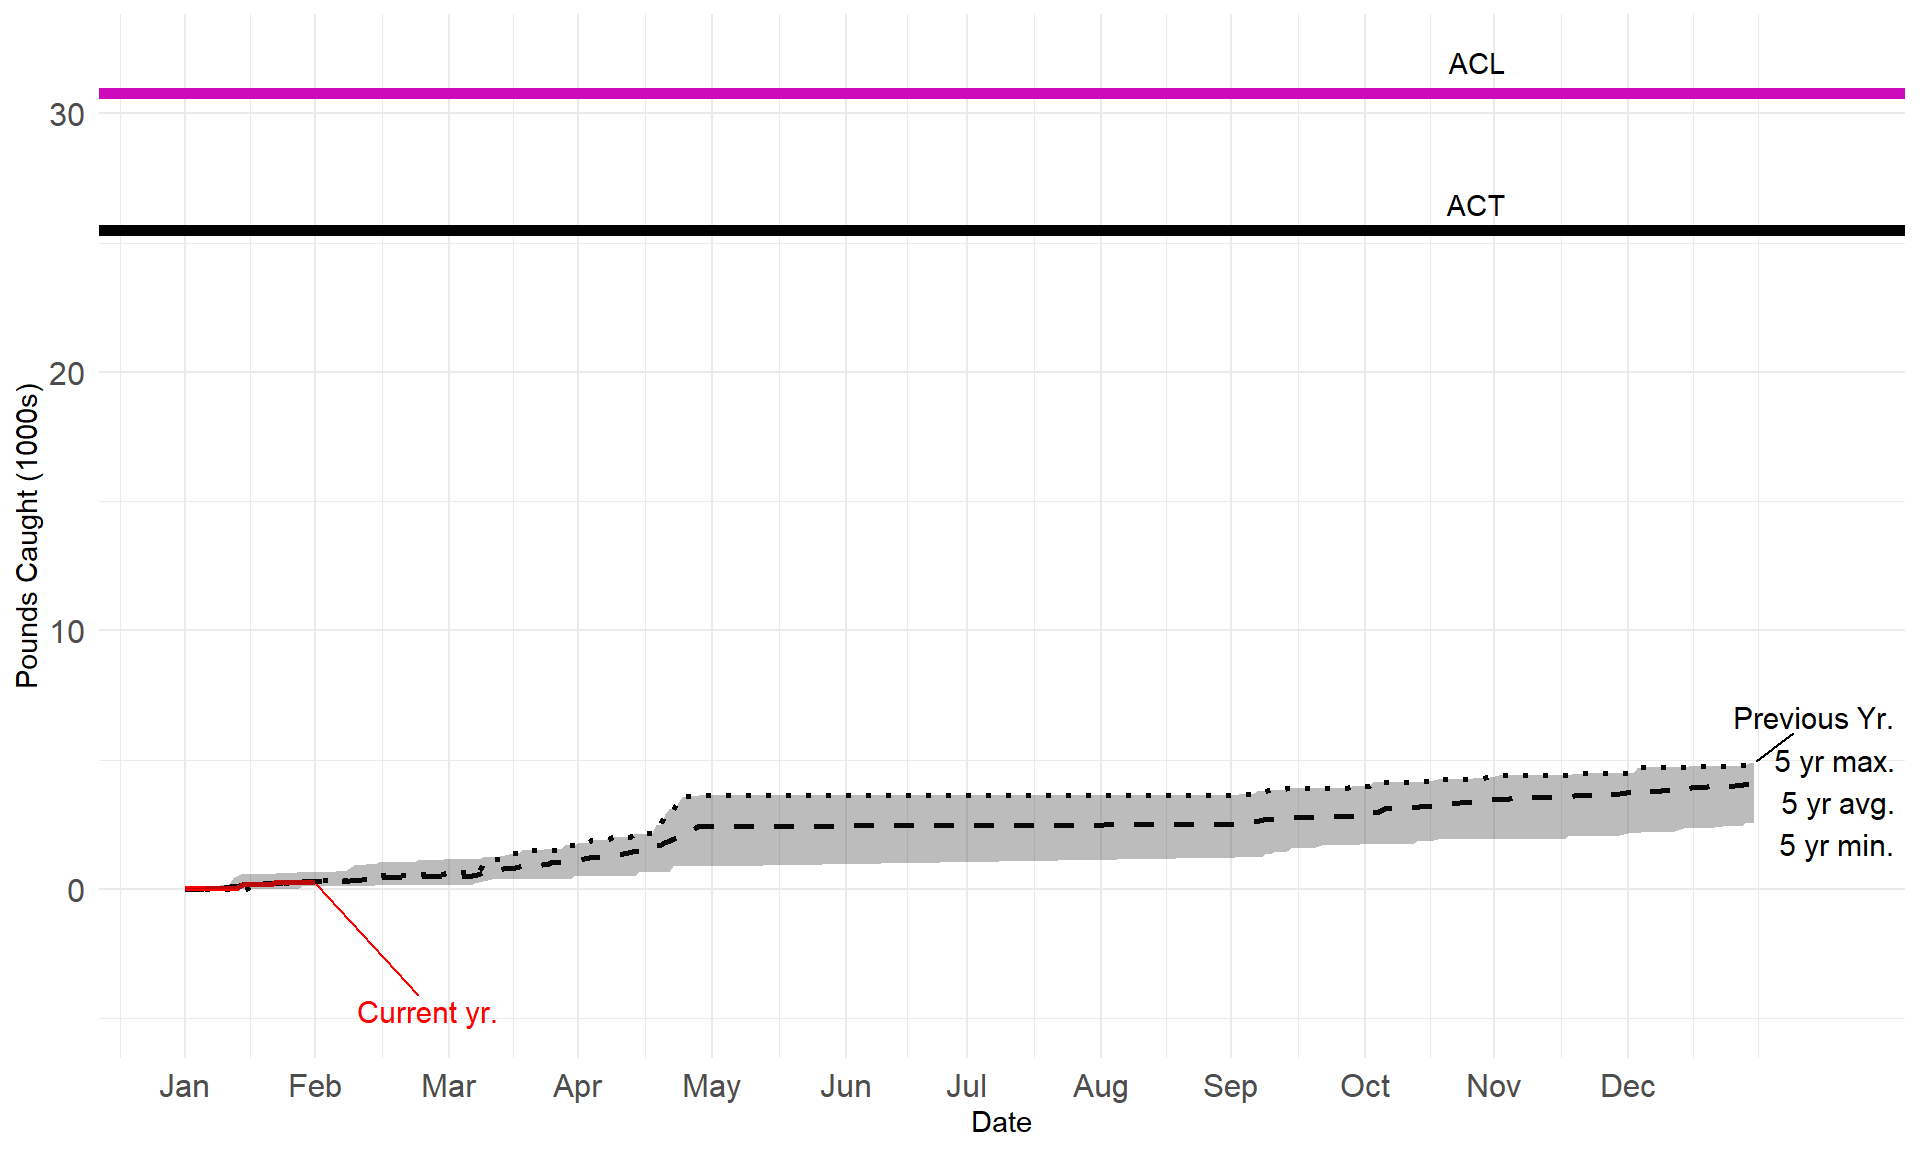 ACL
30
ACT
20
Pounds Caught (1000s)
10
Previous Yr.
5 yr max.
5 yr avg.
5 yr min.
0
Current yr.
Jan Feb Mar Apr May Jun Jul Aug Sep Oct Nov Dec
Date